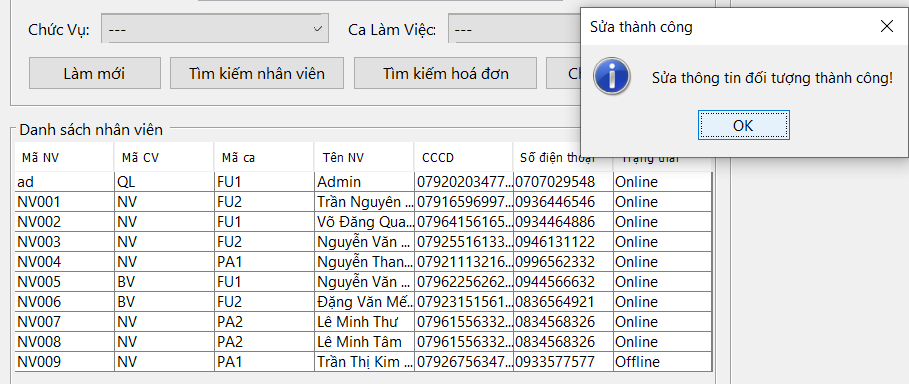 Chức Vụ: --- Ca Làm Việc: ---
Làm mới Tìm kiếm nhân viên Tìm kiếm hoá đơn
Sửa thành công
Sửa thông tin đối tượng thành công!
OK
Danh sách nhân viên
Mã NV Mã CV Mã ca Tên NV CCCD Số điện thoại Trạng thái
ad QL FU1 Admin 07920203477... 0707029548 Online
NV001 NV FU2 Trần Nguyên ... 07916596997... 0936446546 Online
NV002 NV FU1 Võ Đăng Qua... 07964156165... 0934464886 Online
NV003 NV FU2 Nguyễn Văn ... 07925516133... 0946131122 Online
NV004 NV PA1 Nguyễn Than... 07921113216... 0996562332 Online
NV005 BV FU1 Nguyễn Văn ... 07962256262... 0944566632 Online
NV006 BV FU2 Đặng Văn Mế... 07923151561... 0836564921 Online
NV007 NV PA2 Lê Minh Thư 07961556332... 0834568326 Online
NV008 NV PA2 Lê Minh Tâm 07961556332... 0834568326 Online
NV009 NV PA1 Trần Thị Kim ... 07926756347... 0933577577 Offline